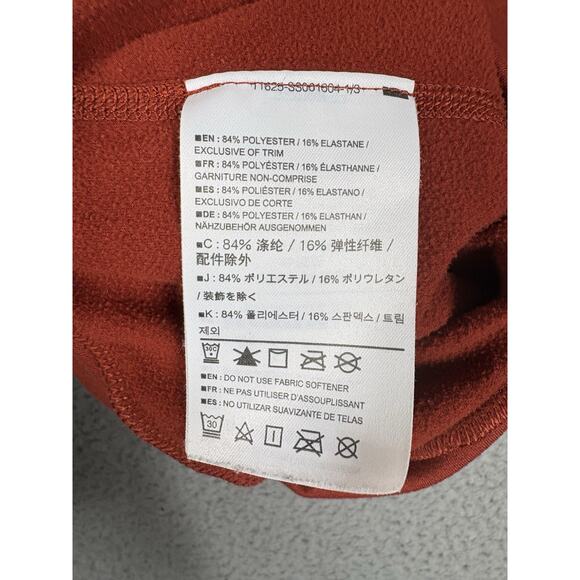 11625-SS001604-1/3
EN : 84% POLYESTER / 16% ELASTANE /
EXCLUSIVE OF TRIM
FR : 84% POLYÉSTER / 16% ÉLASTHANNE /
GARNITURE NON-COMPRISE
ES : 84% POLIÉSTER / 16% ELASTANO /
EXCLUSIVO DE CORTE
DE : 84% POLYESTER / 16% ELASTHAN /
NÄHZUBEHÖR AUSGENOMMEN
C : 84% 涤纶 / 16% 弹性纤维 /
配件除外
J : 84% ポリエステル / 16% ポリウレタン
/ 装飾を除く
K : 84% 폴리에스터 / 16% 스판덱스 / 트림
제외
30C
EN : DO NOT USE FABRIC SOFTENER
FR : NE PAS UTILISER D'ASSOUPLISSANT
ES : NO UTILIZAR SUAVIZANTE DE TELAS
30